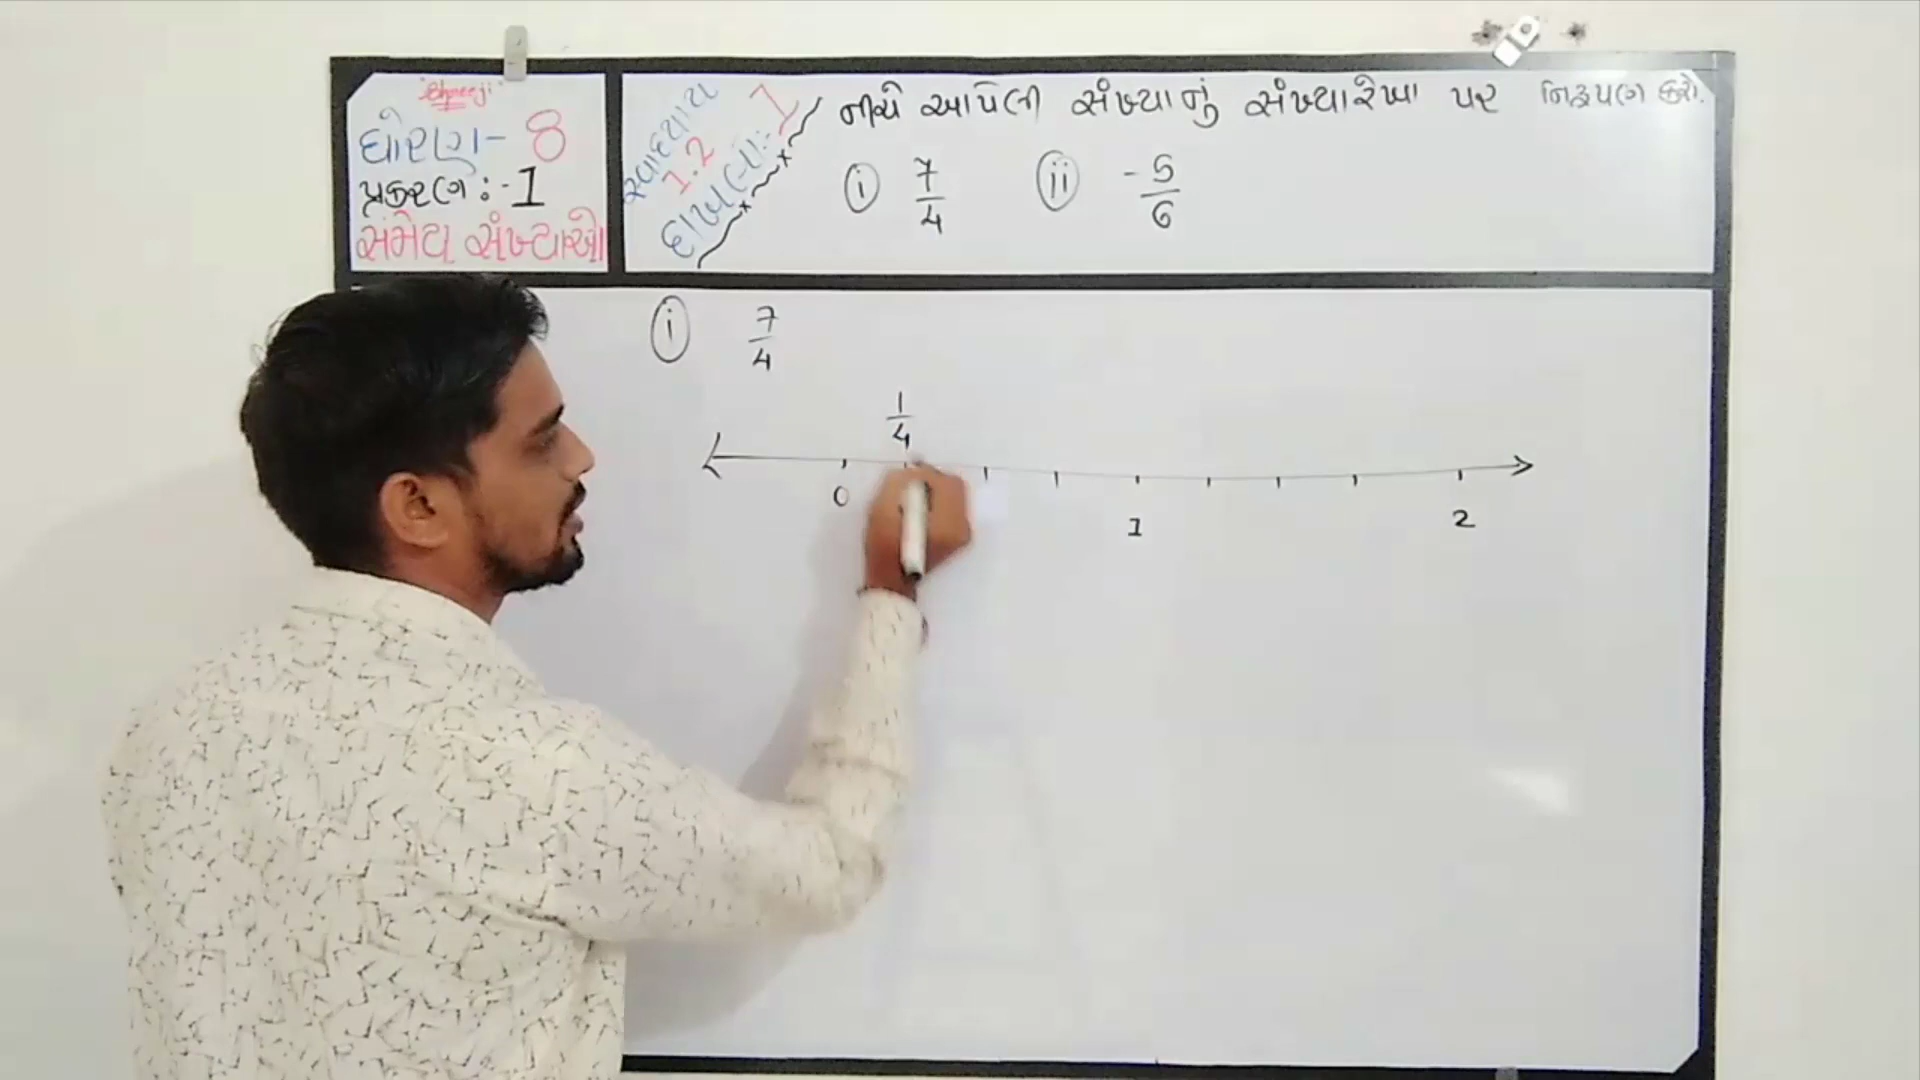 Shreeji
ધોરણ- 8
પ્રકરણ :- 1
સંમેય સંખ્યાઓ
સ્વાધ્યાય
1.2
દાખલા-ા:- 1
નીચે આપેલી સંખ્યાનું સંખ્યારેખા પર નિરૂપણ કરો.
(i) 7/4 (ii) -5/6
(i) 7/4
1/4
0 1 2